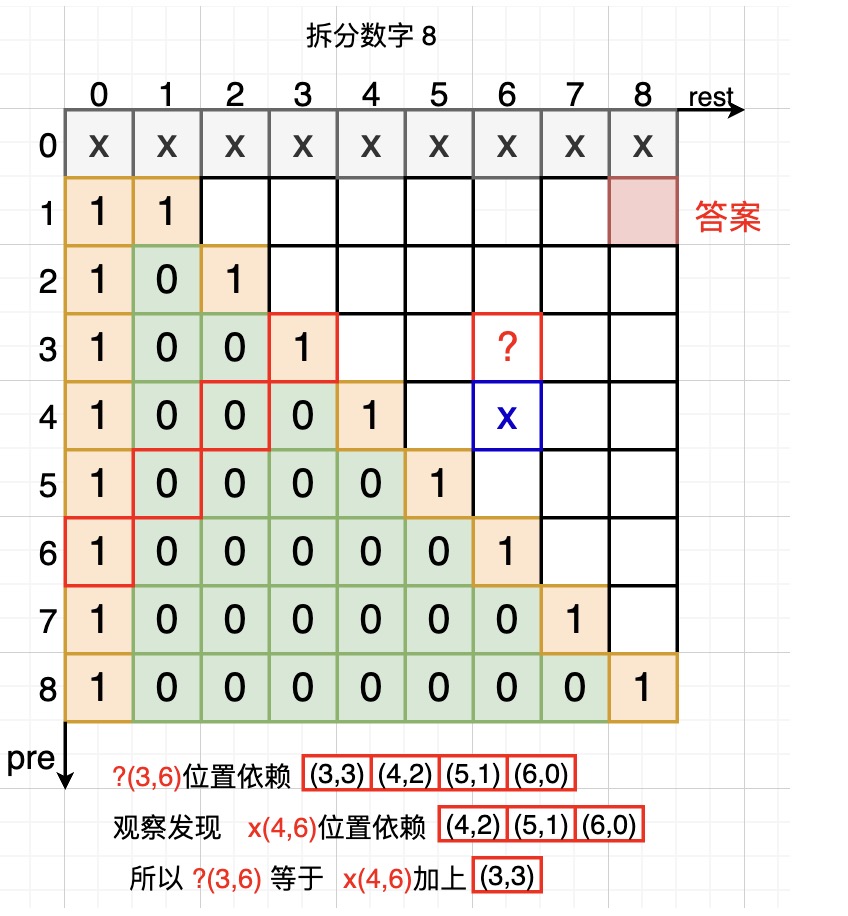 拆分数字 8
0 1 2 3 4 5 6 7 8 rest
0 x x x x x x x x x
1 1 1 答案
2 1 0 1
3 1 0 0 1 ?
4 1 0 0 0 1 x
5 1 0 0 0 0 1
6 1 0 0 0 0 0 1
7 1 0 0 0 0 0 0 1
8 1 0 0 0 0 0 0 0 1
pre
?(3,6)位置依赖 (3,3) (4,2) (5,1) (6,0)
观察发现 x(4,6)位置依赖 (4,2) (5,1) (6,0)
所以 ?(3,6) 等于 x(4,6)加上 (3,3)